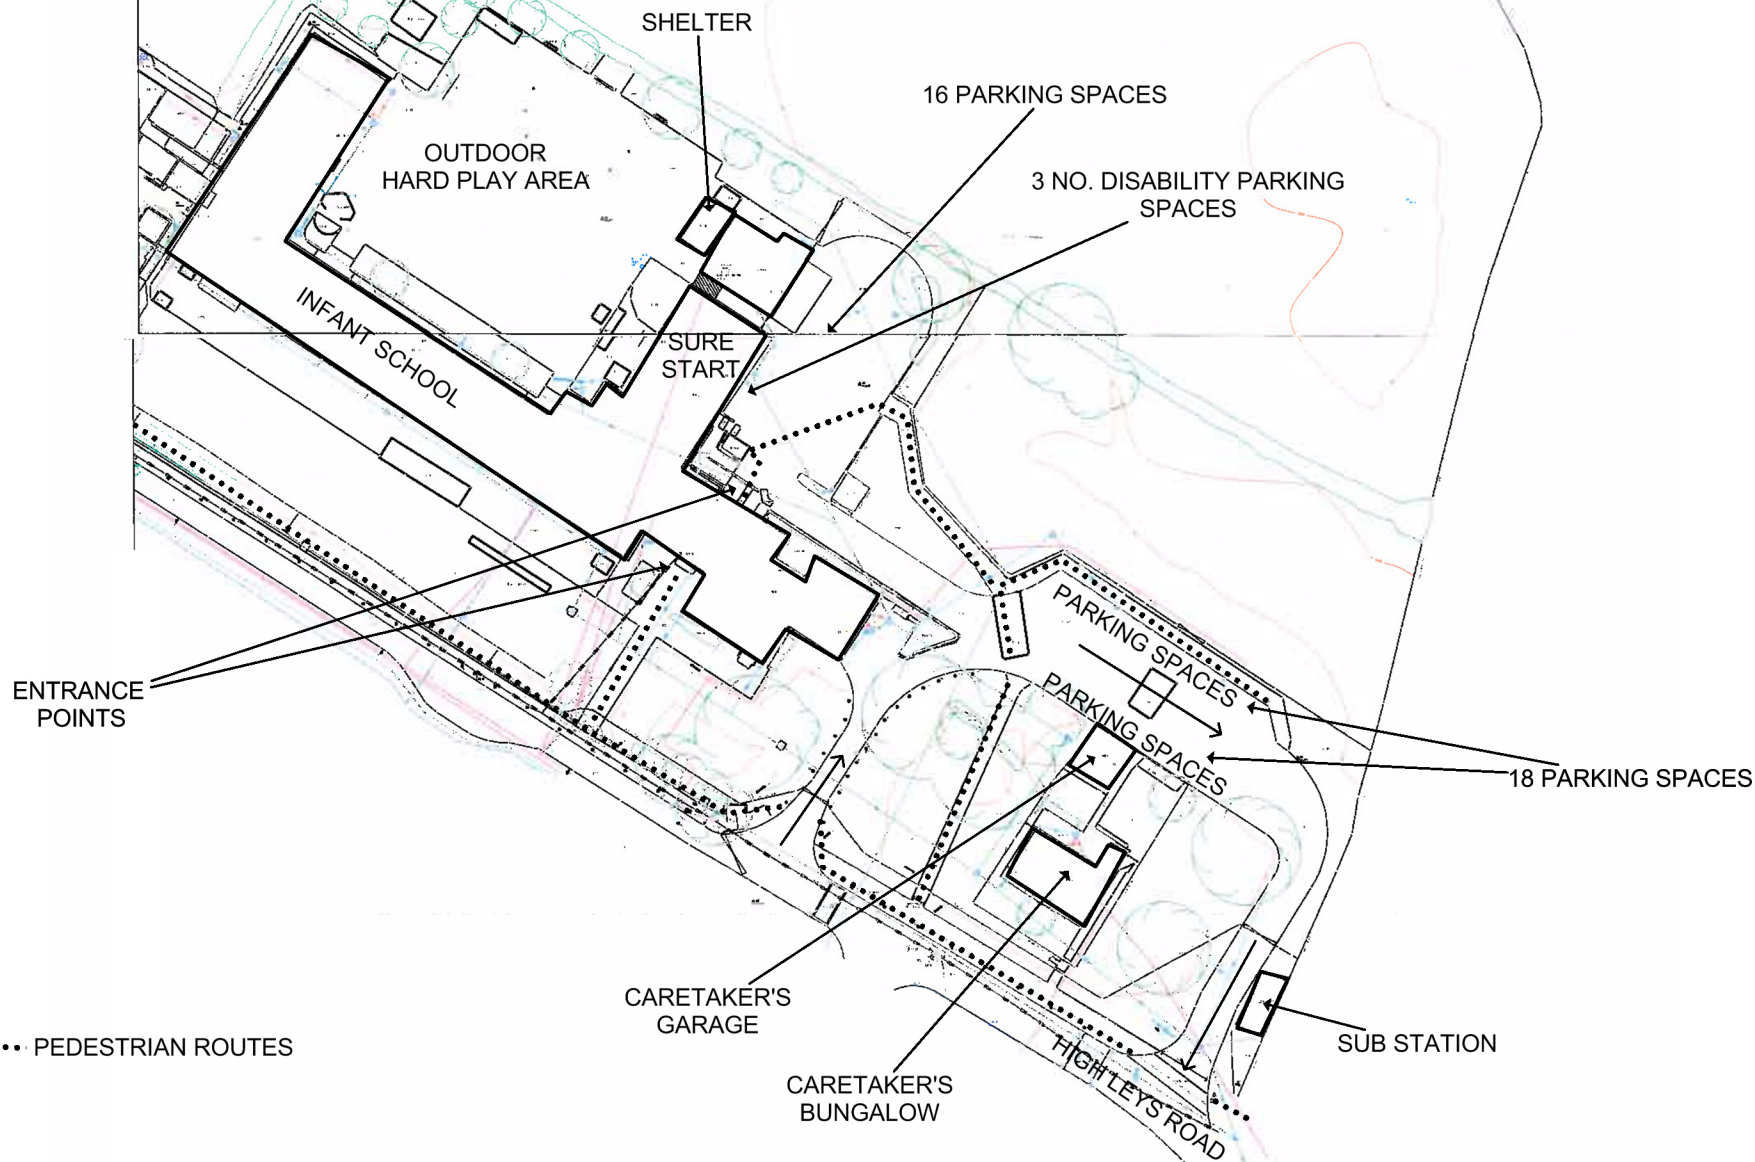 SHELTER
16 PARKING SPACES
OUTDOOR
HARD PLAY AREA
3 NO. DISABILITY PARKING
SPACES
INFANT SCHOOL
SURE
START
PARKING SPACES
PARKING SPACES
ENTRANCE
POINTS
18 PARKING SPACES
CARETAKER'S
GARAGE
SUB STATION
PEDESTRIAN ROUTES
HIGH LEYS ROAD
CARETAKER'S
BUNGALOW